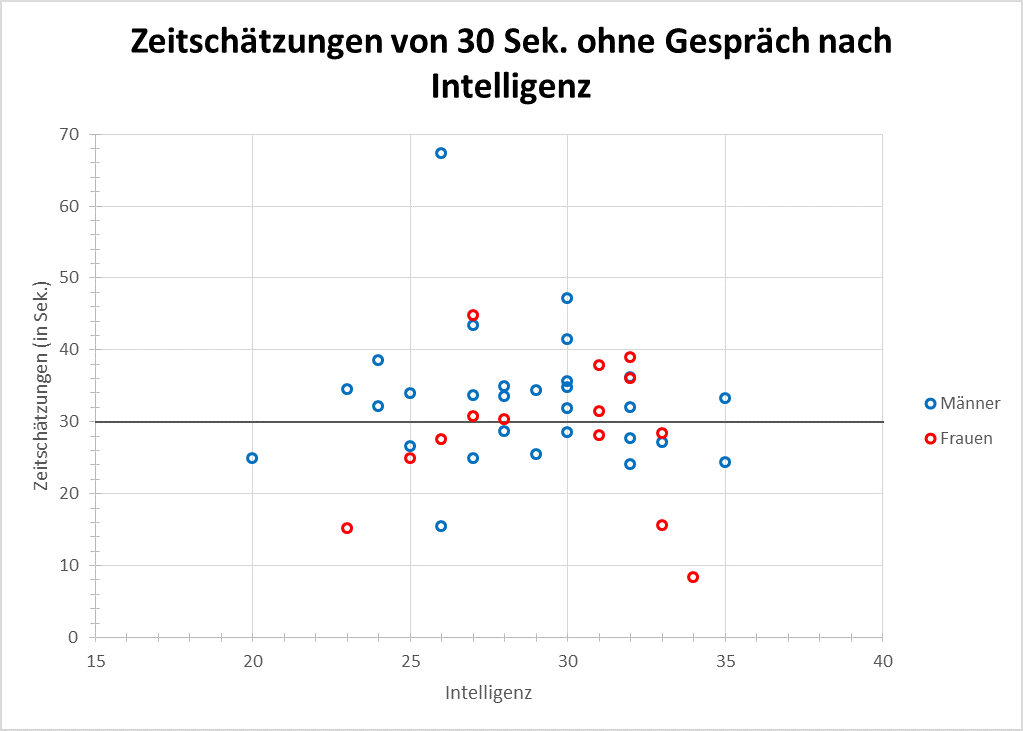 Zeitschätzungen von 30 Sek. ohne Gespräch nach
Intelligenz
70
60
50
40
30
20
10
0
Zeitschätzungen (in Sek.)
15 20 25 30 35 40
Intelligenz
Männer
Frauen